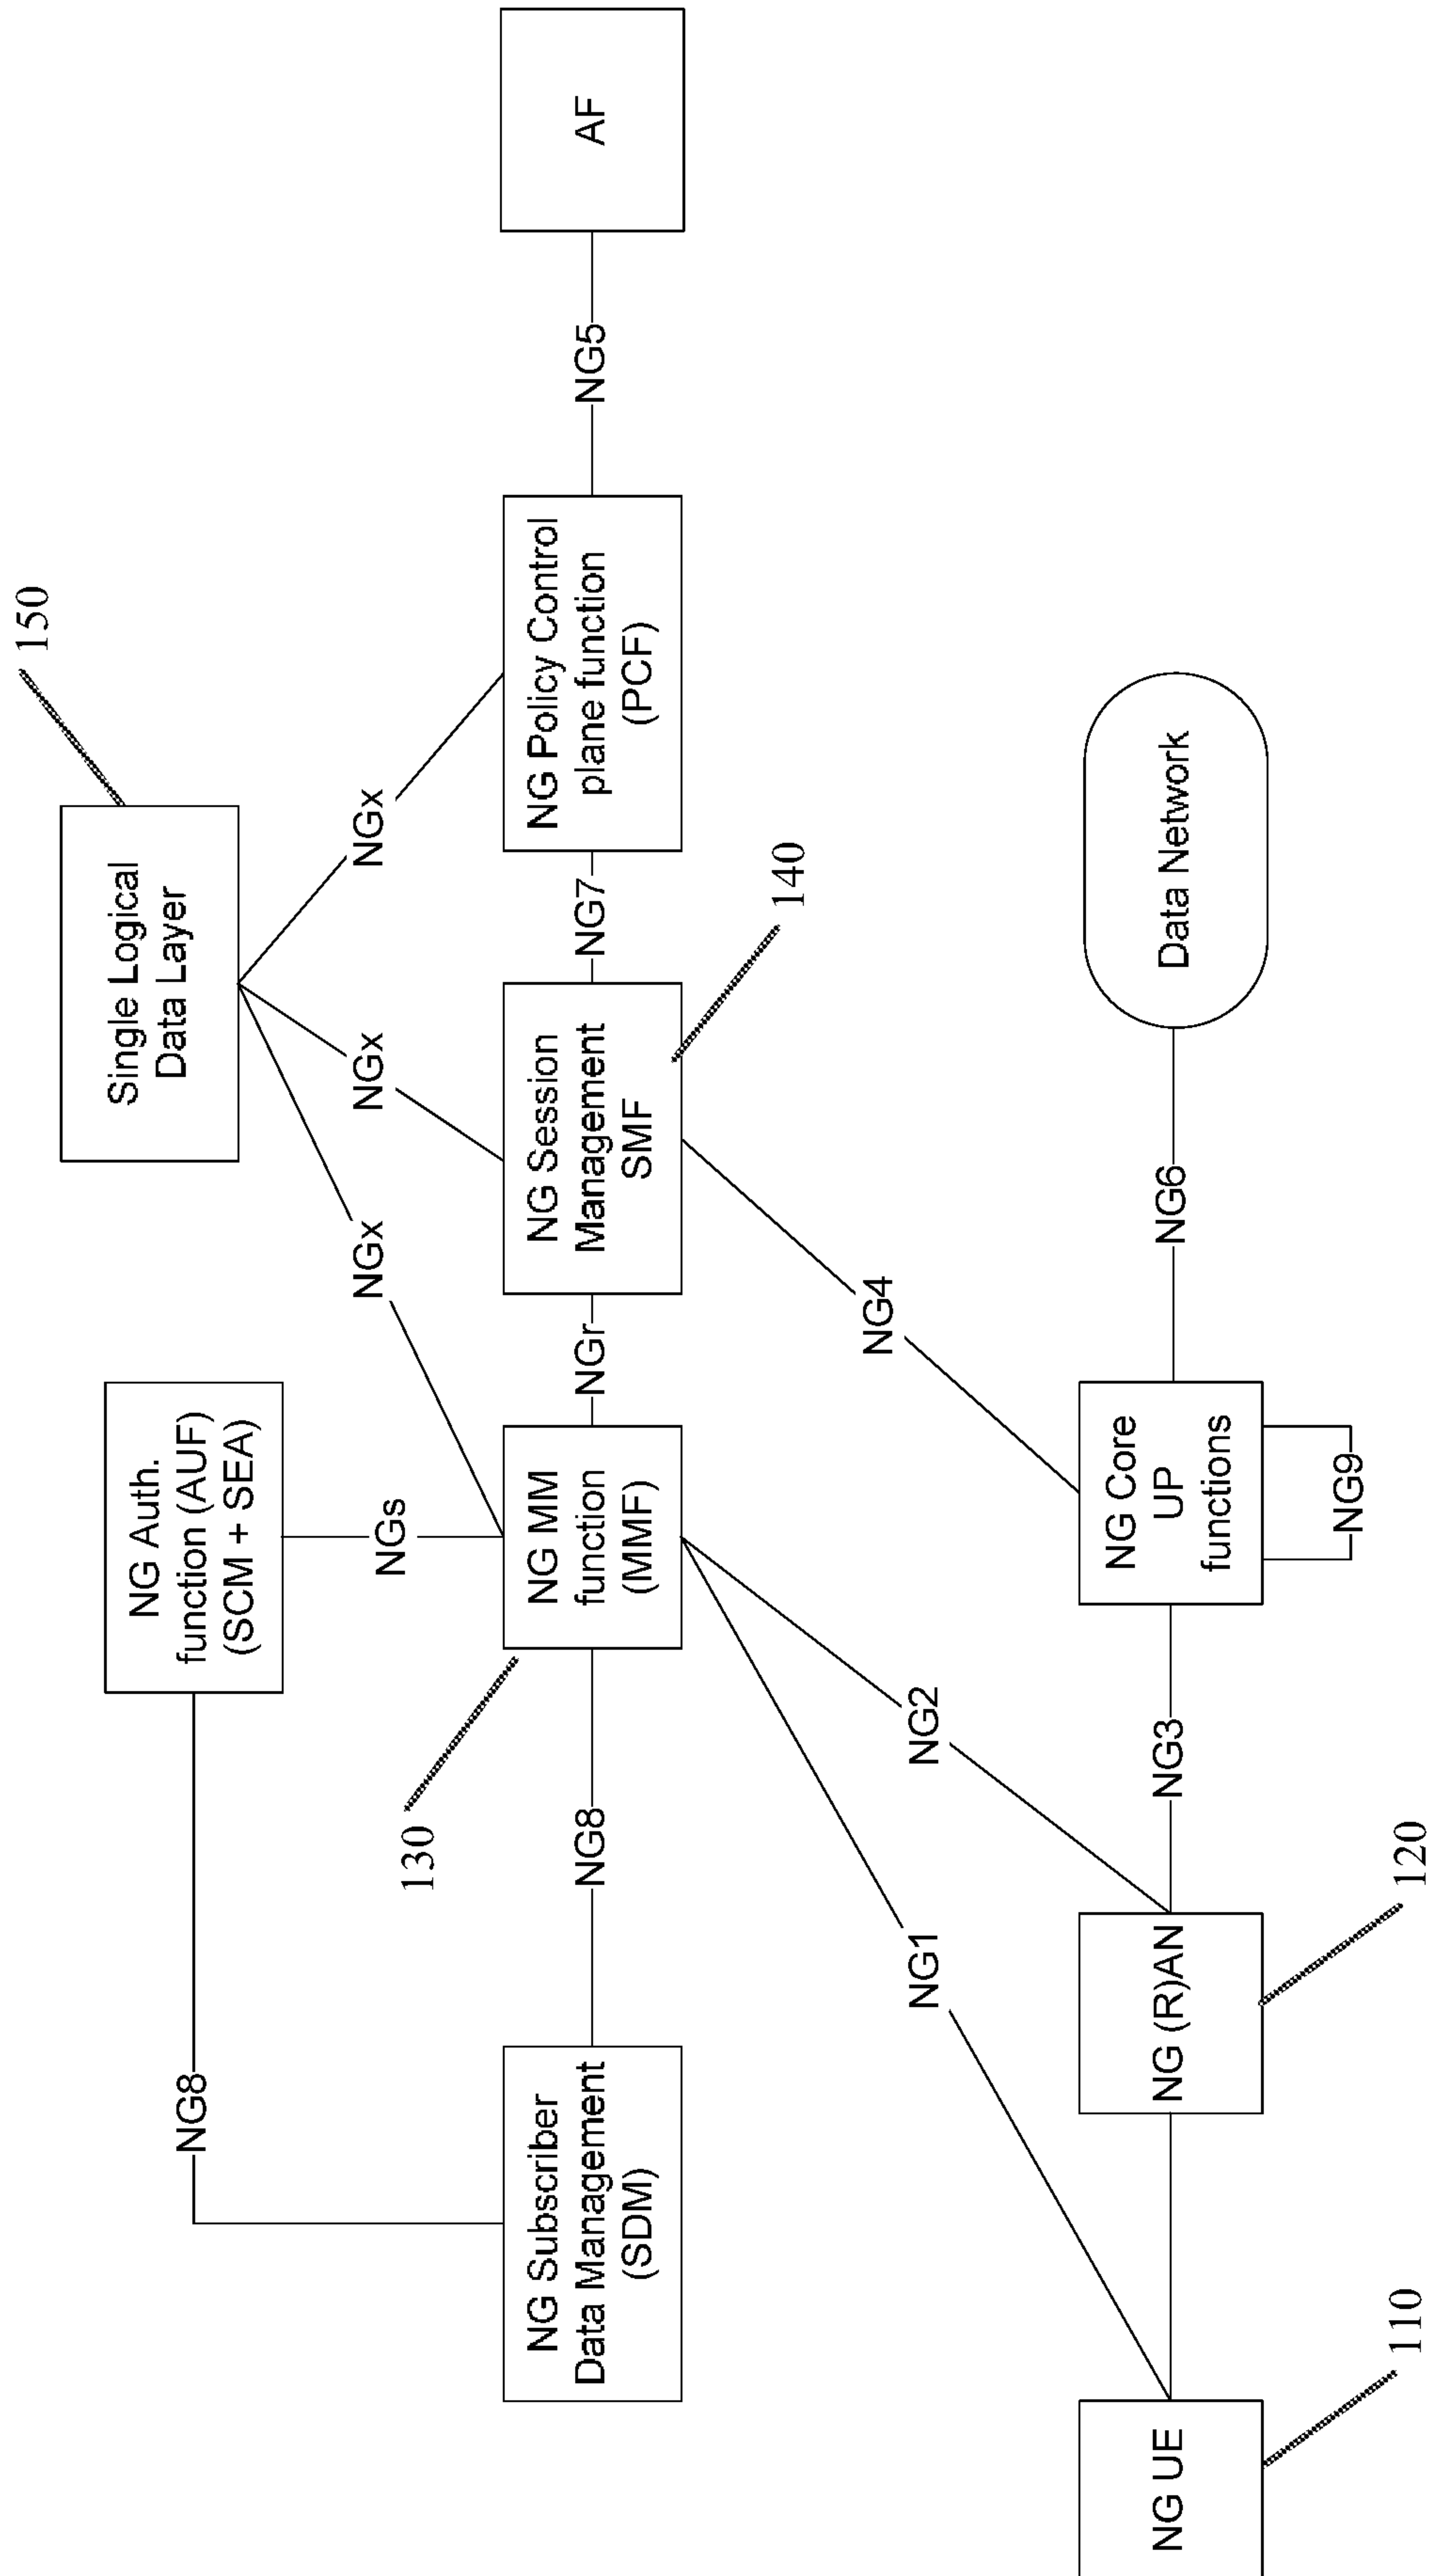 150
Single Logical
Data Layer
NG Auth.
function (AUF)
(SCM + SEA)
NG8
NGs
NGx
NGx
NGx
130
NG Subscriber
Data Management
(SDM)
NG8
NG MM
function
(MMF)
NGr
NG Session
Management
SMF
NG7
NG Policy Control
plane function
(PCF)
NG5
AF
140
NG1
NG2
NG4
NG UE
NG (R)AN
NG3
NG Core
UP
functions
NG6
Data Network
NG9
110
120